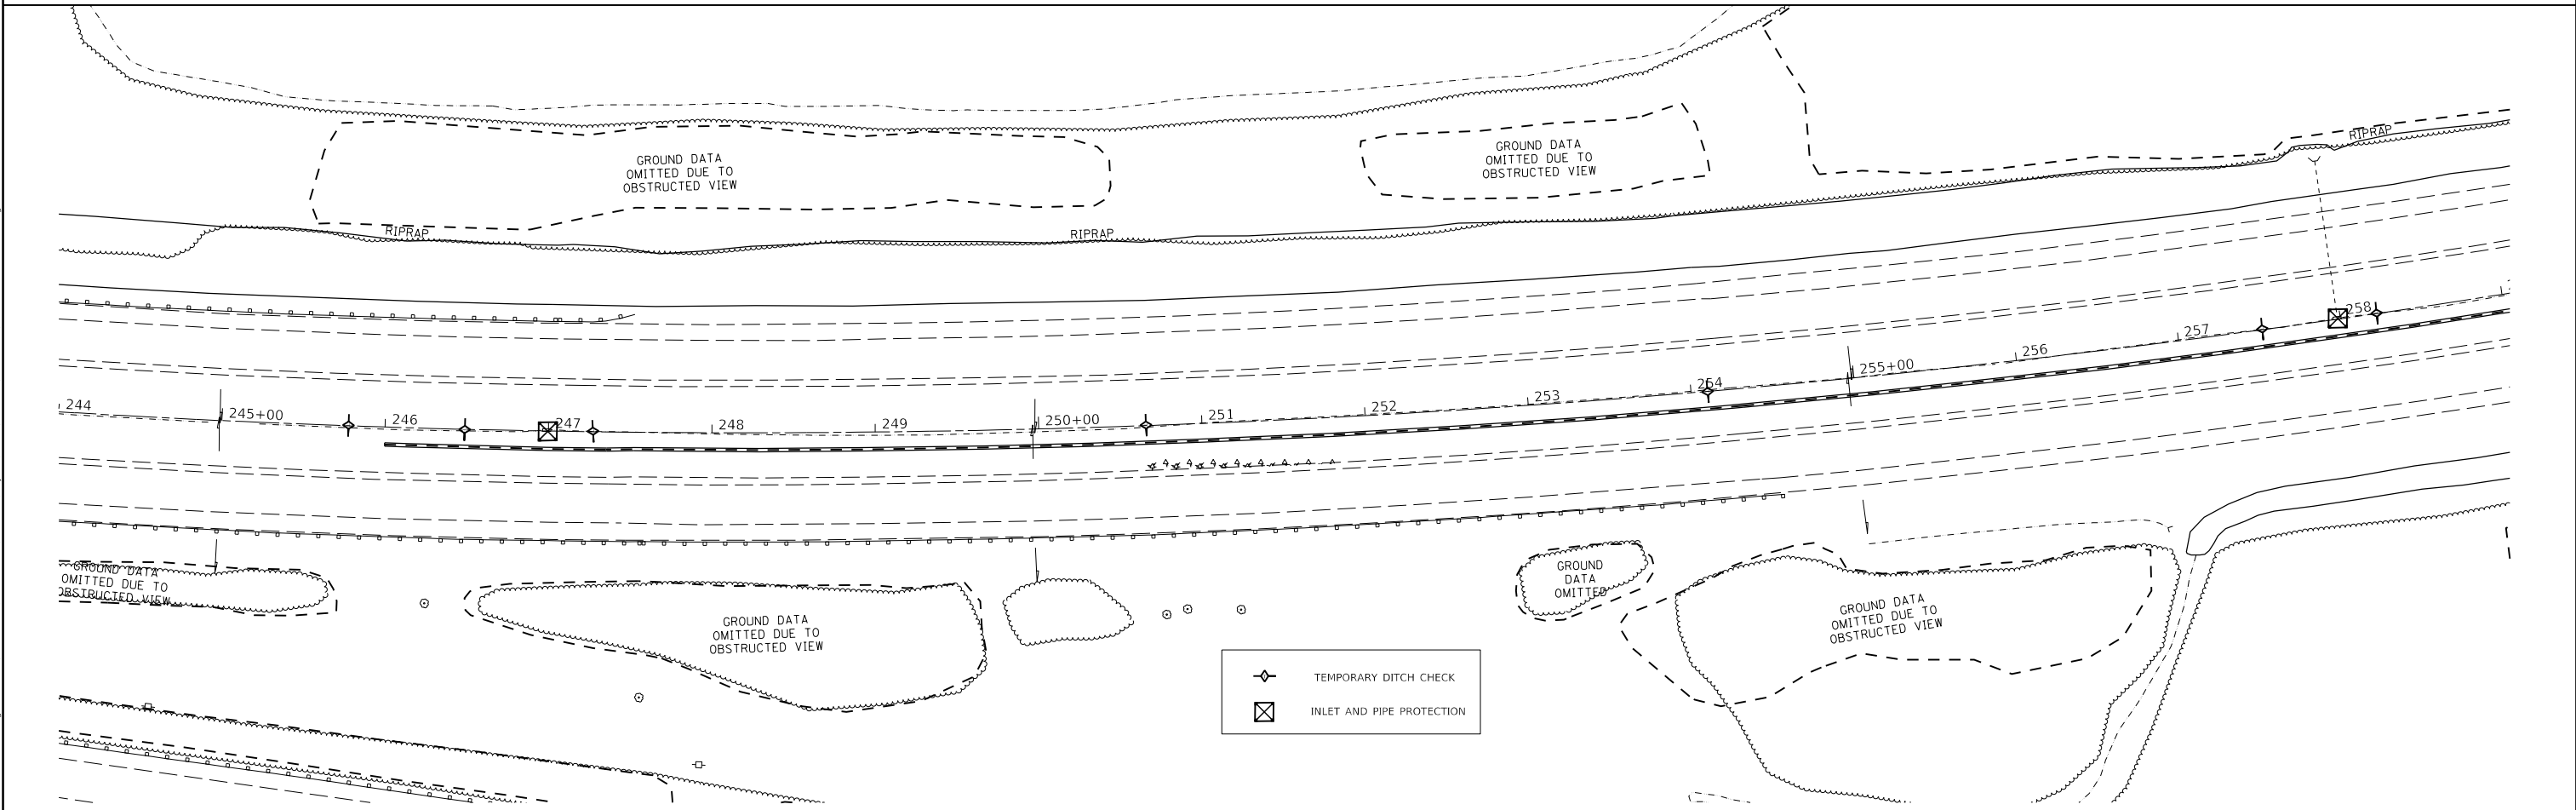 RIPRAP
GROUND DATA
OMITTED DUE TO
OBSTRUCTED VIEW
GROUND DATA
OMITTED DUE TO
OBSTRUCTED VIEW
RIPRAP
RIPRAP
244
245+00
246
247
248
249
250+00
251
252
253
254
255+00
256
257
258
GROUND DATA
OMITTED DUE TO
OBSTRUCTED VIEW
GROUND DATA
OMITTED DUE TO
OBSTRUCTED VIEW
GROUND
DATA
OMITTED
GROUND DATA
OMITTED DUE TO
OBSTRUCTED VIEW
TEMPORARY DITCH CHECK
INLET AND PIPE PROTECTION